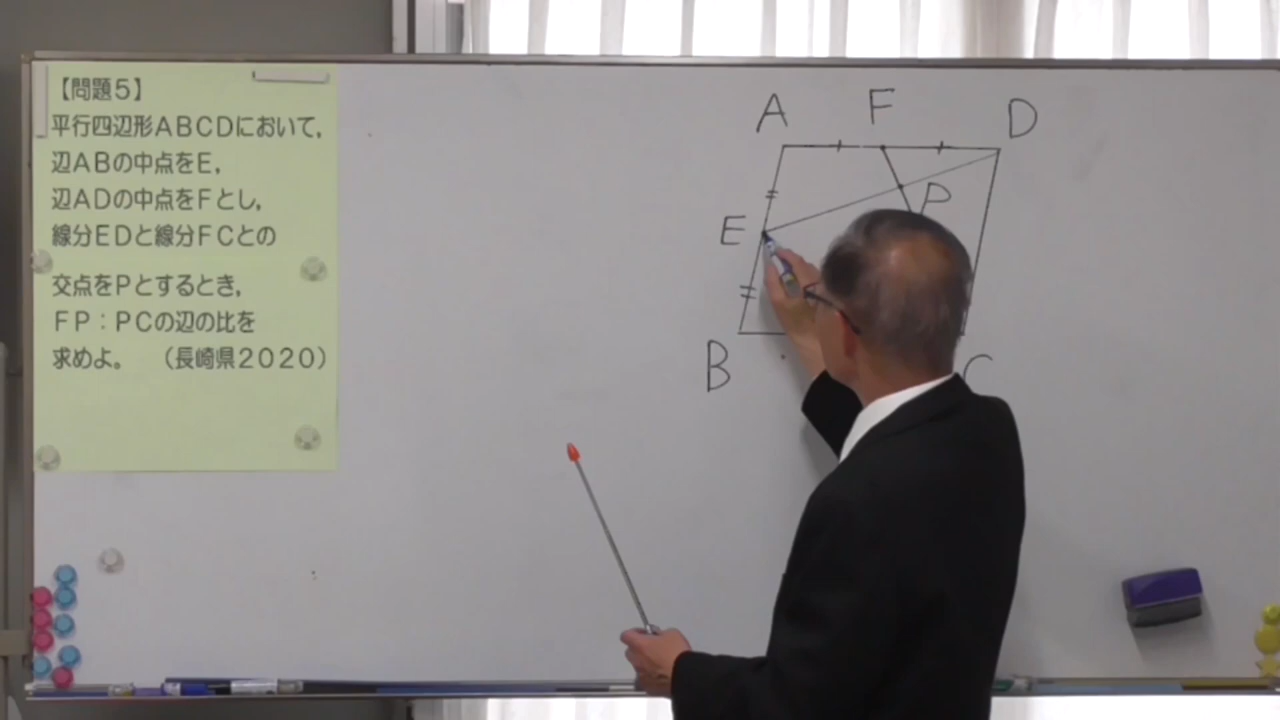 【問題５】
平行四辺形ＡＢＣＤにおいて，
辺ＡＢの中点をＥ，
辺ＡＤの中点をＦとし，
線分ＥＤと線分ＦＣとの
交点をＰとするとき，
ＦＰ：ＰＣの辺の比を
求めよ。　（長崎県２０２０）
A F D
P
E
B C